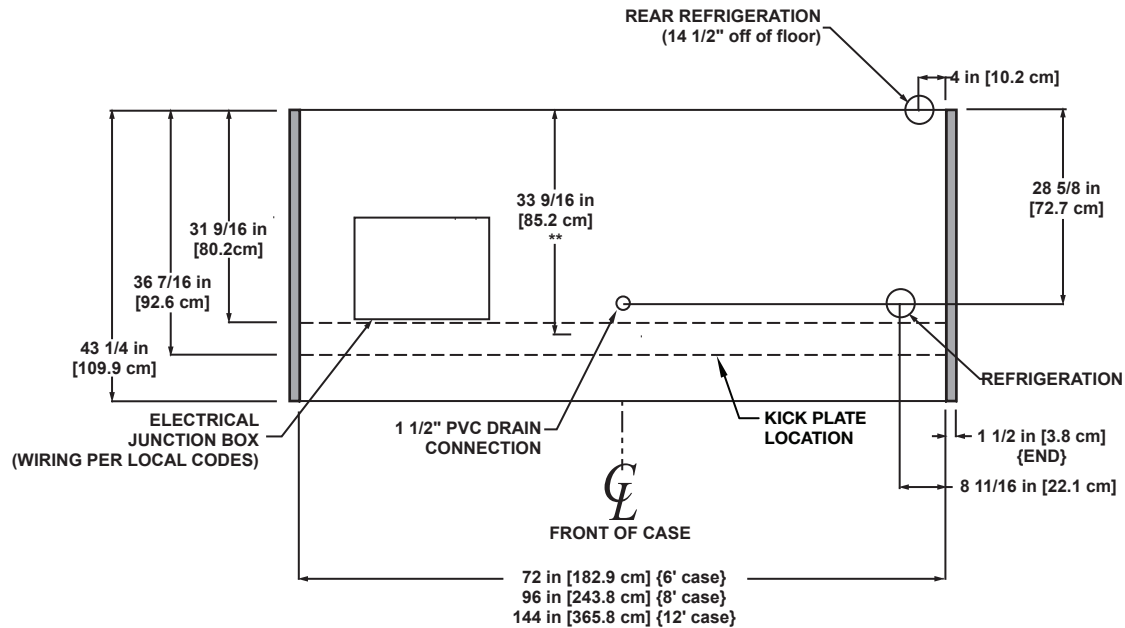 REAR REFRIGERATION
(14 1/2" off of floor)
4 in [10.2 cm]
33 9/16 in
[85.2 cm]
**
28 5/8 in
[72.7 cm]
31 9/16 in
[80.2cm]
36 7/16 in
[92.6 cm]
43 1/4 in
[109.9 cm]
REFRIGERATION
ELECTRICAL
JUNCTION BOX
(WIRING PER LOCAL CODES)
1 1/2" PVC DRAIN
CONNECTION
KICK PLATE
LOCATION
1 1/2 in [3.8 cm]
{END}
8 11/16 in [22.1 cm]
CL
FRONT OF CASE
72 in [182.9 cm] {6' case}
96 in [243.8 cm] {8' case}
144 in [365.8 cm] {12' case}